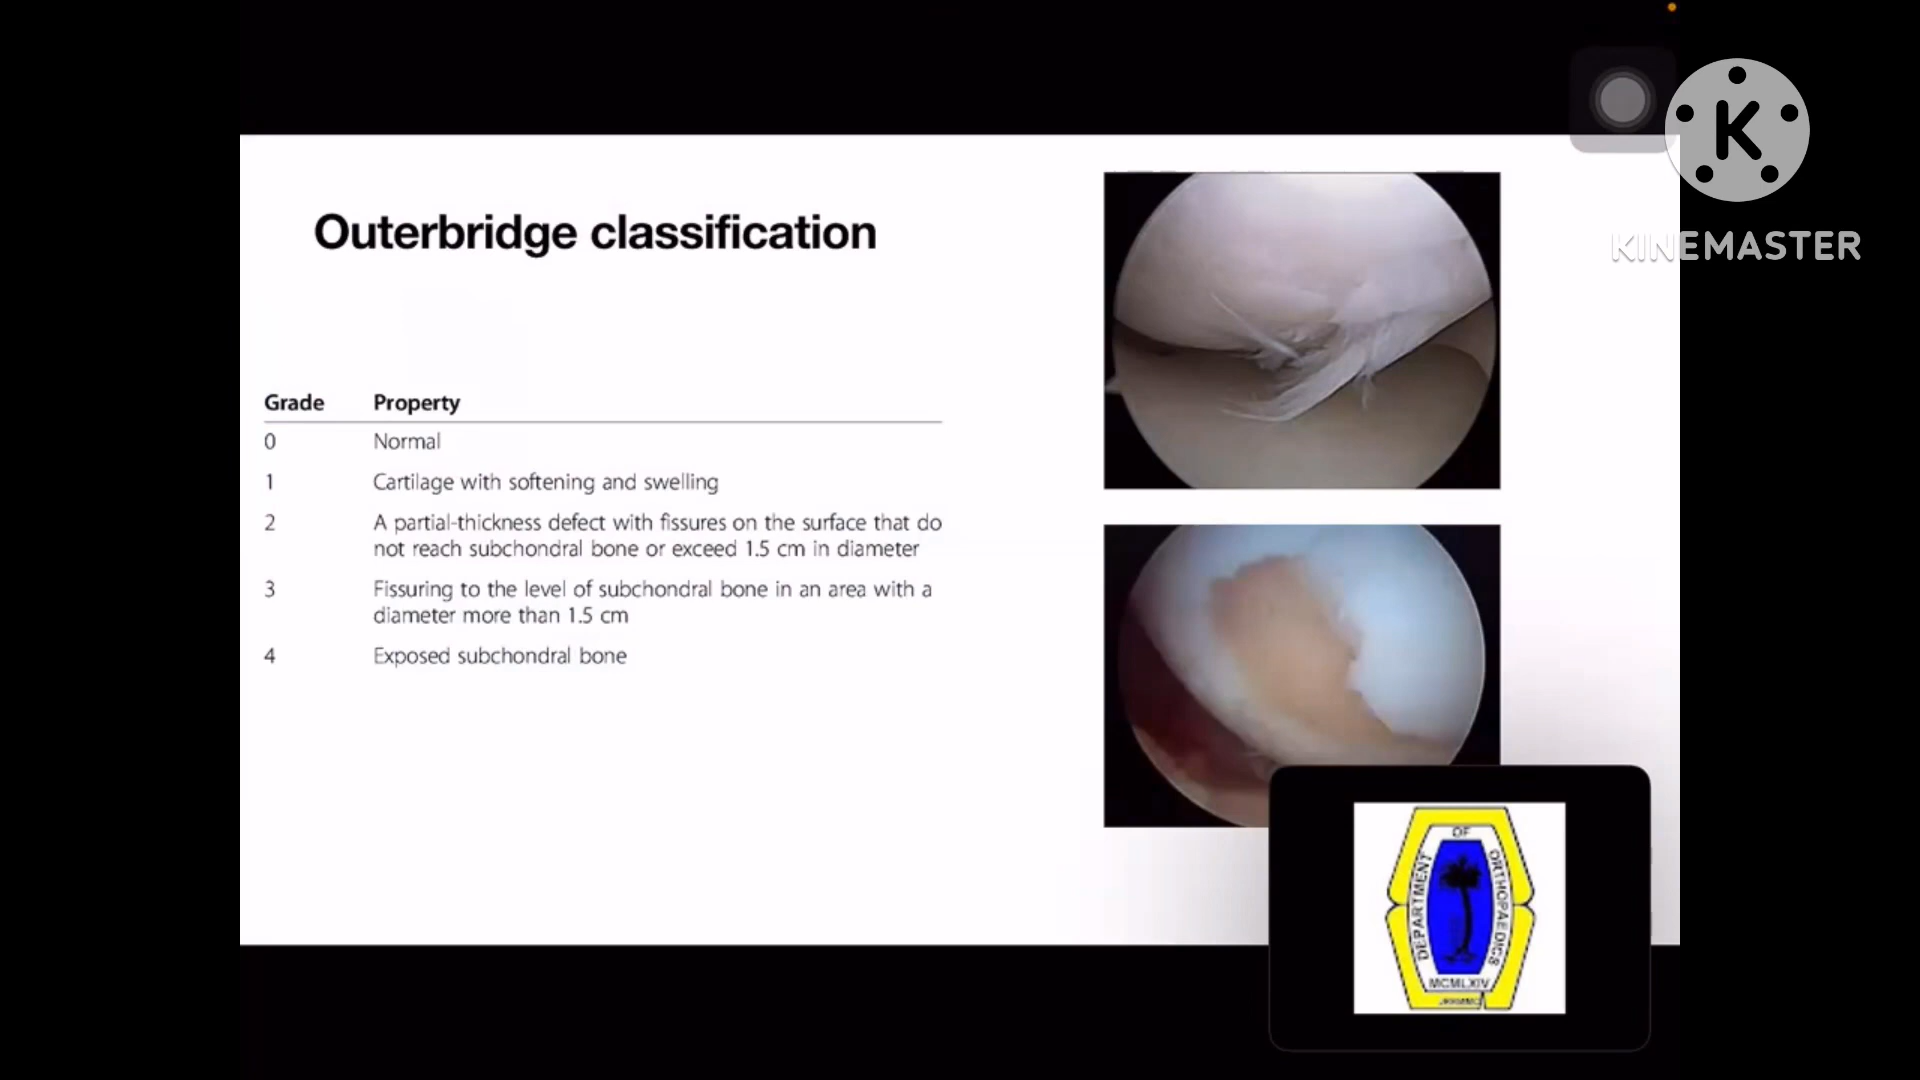 K
KINEMASTER
Outerbridge classification
Grade Property
0 Normal
1 Cartilage with softening and swelling
2 A partial-thickness defect with fissures on the surface that do
not reach subchondral bone or exceed 1.5 cm in diameter
3 Fissuring to the level of subchondral bone in an area with a
diameter more than 1.5 cm
4 Exposed subchondral bone
DEPARTMENT OF ORTHOPAEDICS
MCMLXIV